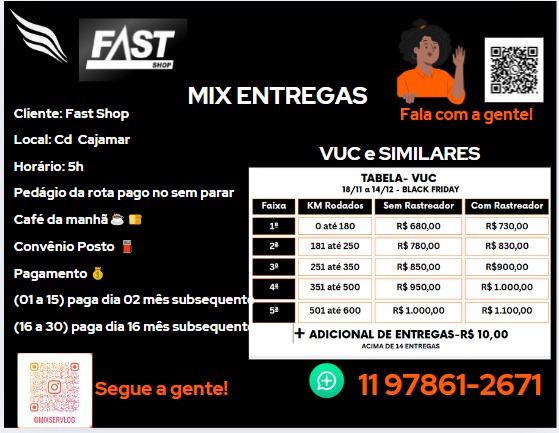 FAST
SHOP
MIX ENTREGAS
Fala com a gente!
Cliente: Fast Shop
Local: Cd Cajamar
Horário: 5h
Pedágio da rota pago no sem parar
Café da manhã
Convênio Posto
Pagamento
(01 a 15) paga dia 02 mês subsequente
(16 a 30) paga dia 16 mês subsequente
VUC e SIMILARES
TABELA- VUC
18/11 a 14/12 - BLACK FRIDAY
Faixa KM Rodados Sem Rastreador Com Rastreador
1ª 0 até 180 R$ 680,00 R$ 730,00
2ª 181 até 250 R$ 780,00 R$ 830,00
3ª 251 até 350 R$ 850,00 R$900,00
4ª 351 até 500 R$ 950,00 R$ 1.000,00
5ª 501 até 600 R$ 1.000,00 R$ 1.100,00
+ ADICIONAL DE ENTREGAS-R$ 10,00
ACIMA DE 14 ENTREGAS
@MIXSERVLOG
Segue a gente!
11 97861-2671